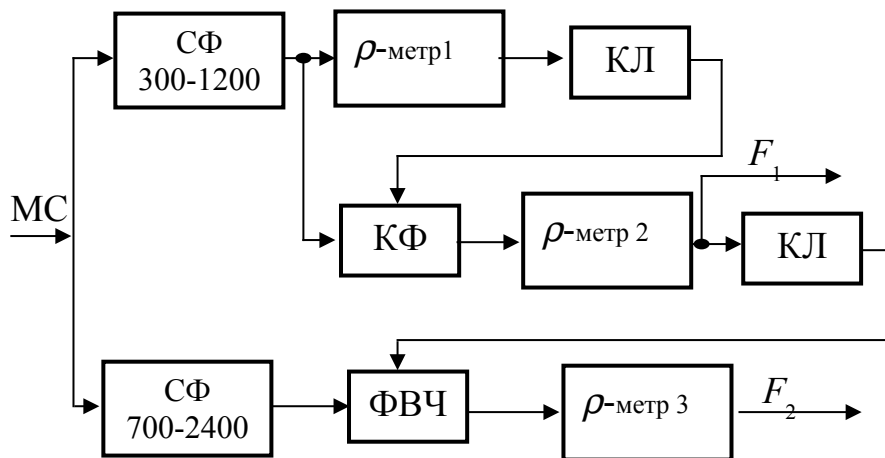 СФ
300-1200
ρ-метр1
КЛ
F1
МС
КФ
ρ-метр 2
КЛ
СФ
700-2400
ФВЧ
ρ-метр 3
F2